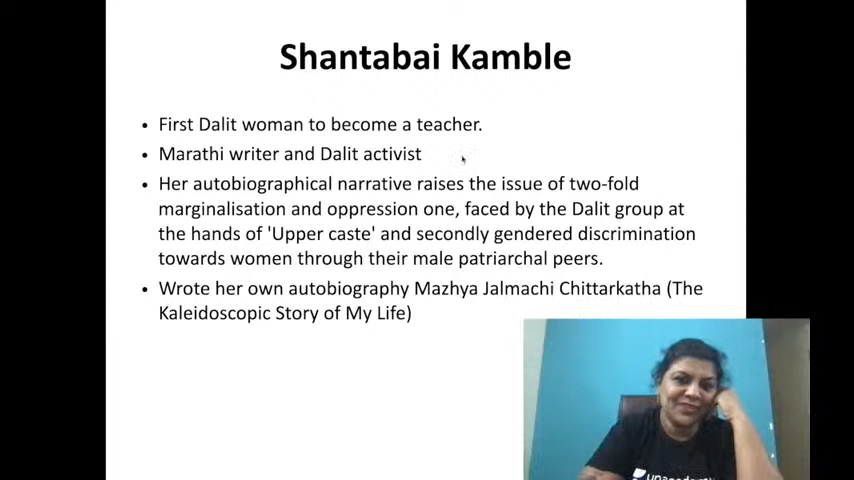 Shantabai Kamble
• First Dalit woman to become a teacher.
• Marathi writer and Dalit activist
• Her autobiographical narrative raises the issue of two-fold
marginalisation and oppression one, faced by the Dalit group at
the hands of 'Upper caste' and secondly gendered discrimination
towards women through their male patriarchal peers.
• Wrote her own autobiography Mazhya Jalmachi Chittarkatha (The
Kaleidoscopic Story of My Life)